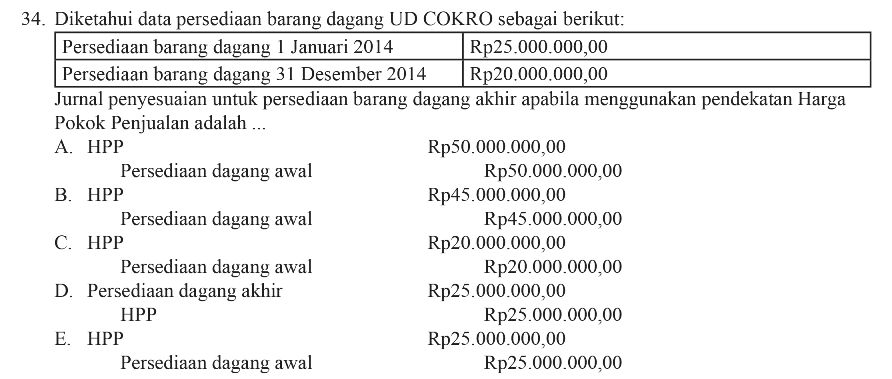 34. Diketahui data persediaan barang dagang UD COKRO sebagai berikut:
Persediaan barang dagang 1 Januari 2014 Rp25.000.000,00
Persediaan barang dagang 31 Desember 2014 Rp20.000.000,00
Jurnal penyesuaian untuk persediaan barang dagang akhir apabila menggunakan pendekatan Harga
Pokok Penjualan adalah ...
A. HPP Rp50.000.000,00
Persediaan dagang awal Rp50.000.000,00
B. HPP Rp45.000.000,00
Persediaan dagang awal Rp45.000.000,00
C. HPP Rp20.000.000,00
Persediaan dagang awal Rp20.000.000,00
D. Persediaan dagang akhir Rp25.000.000,00
HPP Rp25.000.000,00
E. HPP Rp25.000.000,00
Persediaan dagang awal Rp25.000.000,00